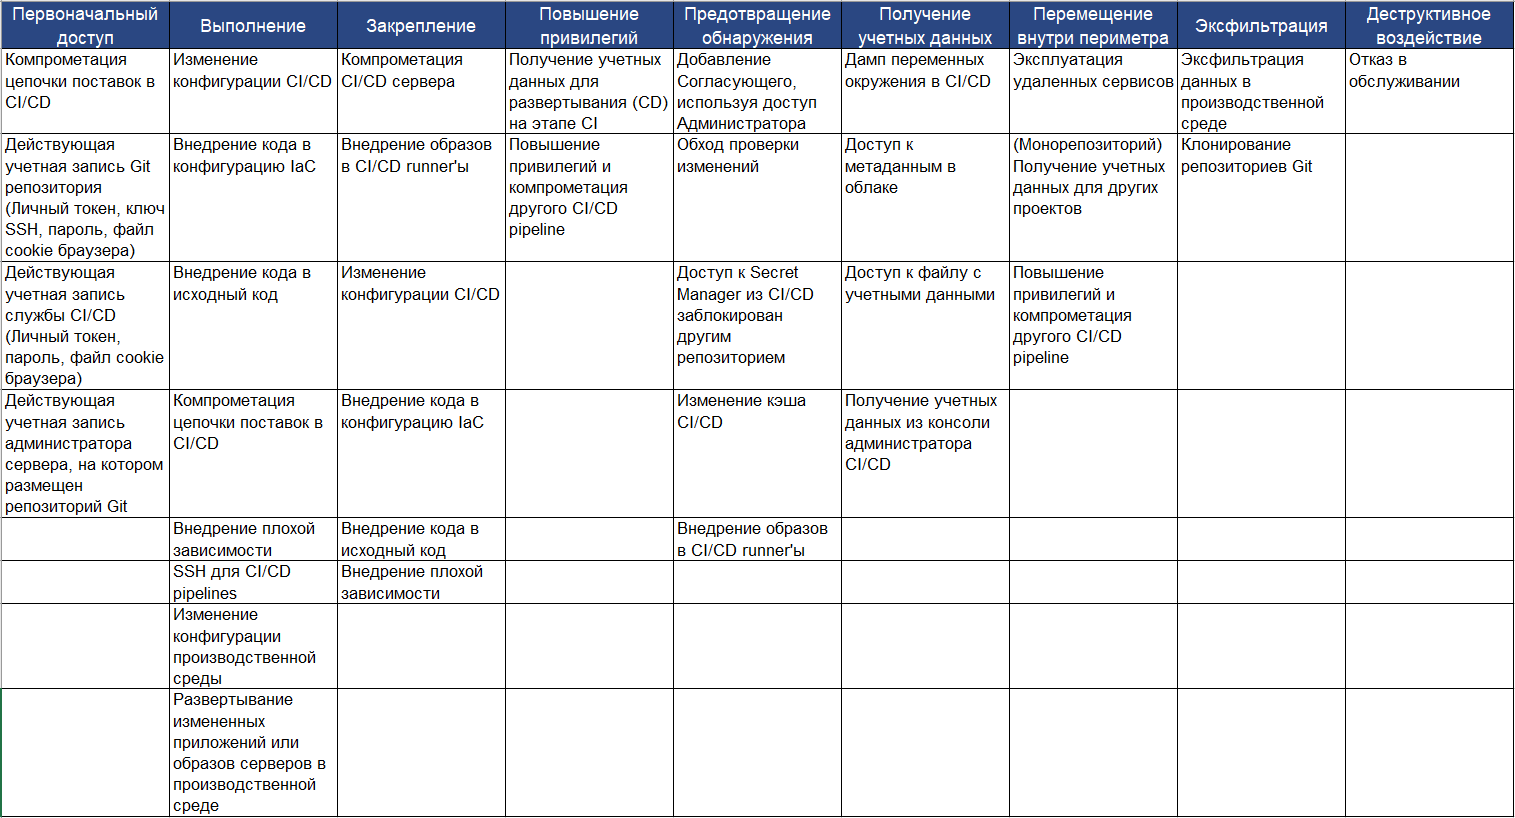 Первоначальный
доступ
Выполнение
Закрепление
Повышение
привилегий
Предотвращение
обнаружения
Получение
учетных данных
Перемещение
внутри периметра
Эксфильтрация
Деструктивное
воздействие
Компрометация
цепочки поставок в
CI/CD
Изменение
конфигурации CI/CD
Компрометация
CI/CD сервера
Получение учетных
данных для
развертывания (CD)
на этапе CI
Добавление
Согласующего,
используя доступ
Администратора
Дамп переменных
окружения в CI/CD
Эксплуатация
удаленных сервисов
Эксфильтрация
данных в
производственной
среде
Отказ в
обслуживании
Действующая
учетная запись Git
репозитория
(Личный токен, ключ
SSH, пароль, файл
cookie браузера)
Внедрение кода в
конфигурацию IaC
Внедрение образов
в CI/CD runner'ы
Повышение
привилегий и
компрометация
другого CI/CD
pipeline
Обход проверки
изменений
Доступ к
метаданным в
облаке
(Монорепозиторий)
Получение учетных
данных для других
проектов
Клонирование
репозиториев Git
Действующая
учетная запись
службы CI/CD
(Личный токен,
пароль, файл cookie
браузера)
Внедрение кода в
исходный код
Изменение
конфигурации CI/CD
Доступ к Secret
Manager из CI/CD
заблокирован
другим
репозиторием
Доступ к файлу с
учетными данными
Повышение
привилегий и
компрометация
другого CI/CD
pipeline
Действующая
учетная запись
администратора
сервера, на котором
размещен
репозиторий Git
Компрометация
цепочки поставок в
CI/CD
Внедрение кода в
конфигурацию IaC
Изменение кэша
CI/CD
Получение учетных
данных из консоли
администратора
CI/CD
Внедрение плохой
зависимости
Внедрение кода в
исходный код
Внедрение образов
в CI/CD runner'ы
SSH для CI/CD
pipelines
Внедрение плохой
зависимости
Изменение
конфигурации
производственной
среды
Развертывание
измененных
приложений или
образов серверов в
производственной
среде